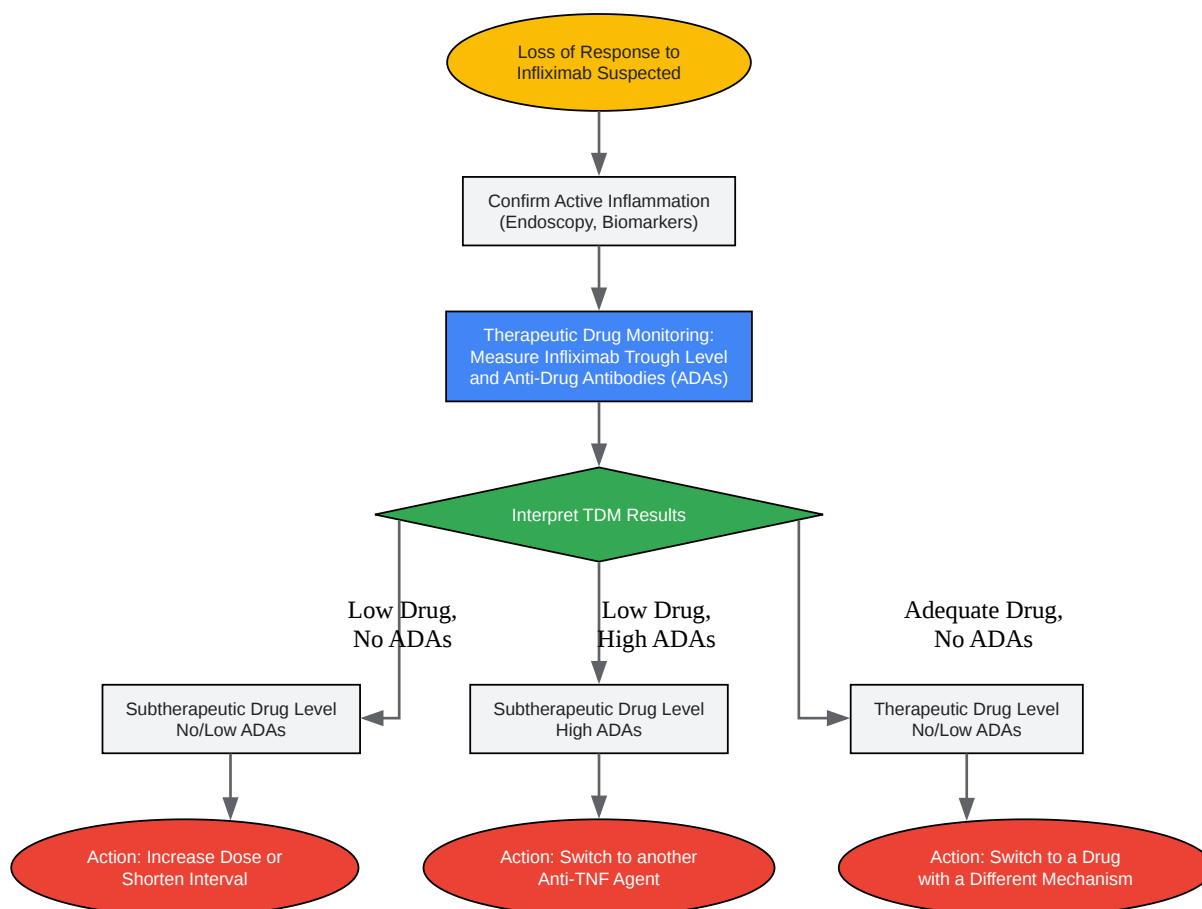 Loss of Response to
Infliximab Suspected
Confirm Active Inflammation
(Endoscopy, Biomarkers)
Therapeutic Drug Monitoring:
Measure Infliximab Trough Level
and Anti-Drug Antibodies (ADAs)
Interpret TDM Results
Low Drug,
No ADAs
Low Drug,
High ADAs
Adequate Drug,
No ADAs
Subtherapeutic Drug Level
No/Low ADAs
Subtherapeutic Drug Level
High ADAs
Therapeutic Drug Level
No/Low ADAs
Action: Increase Dose or
Shorten Interval
Action: Switch to another
Anti-TNF Agent
Action: Switch to a Drug
with a Different Mechanism